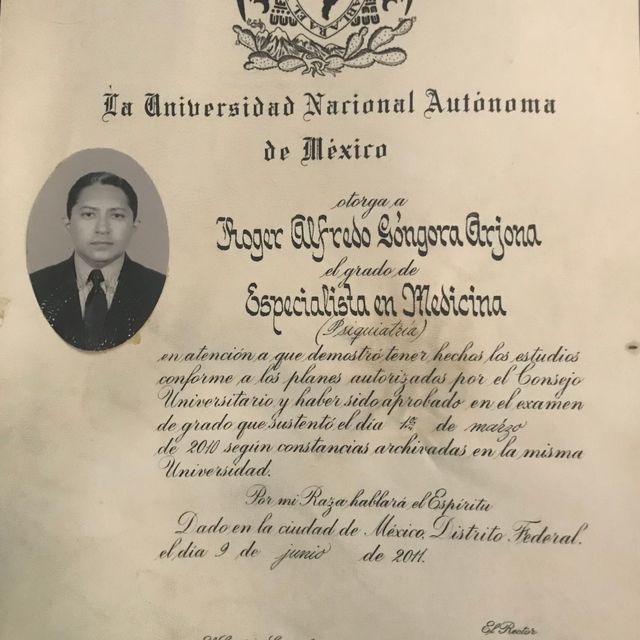 HABLARA EL
La Universidad Nacional Autónoma
de México
otorga a
Roger Alfredo Góngora Arjona
el grado de
Especialista en Medicina
(Psiquiatría)
en atención a que demostró tener hechos los estudios
conforme a los planes autorizados por el Consejo
Universitario y haber sido aprobado en el examen
de grado que sustentó el día 1º de marzo
de 2010 según constancias archivadas en la misma
Universidad.
Por mi Raza hablará el Espíritu
Dado en la ciudad de México, Distrito Federal,
el día 9 de junio de 2011.
El Rector